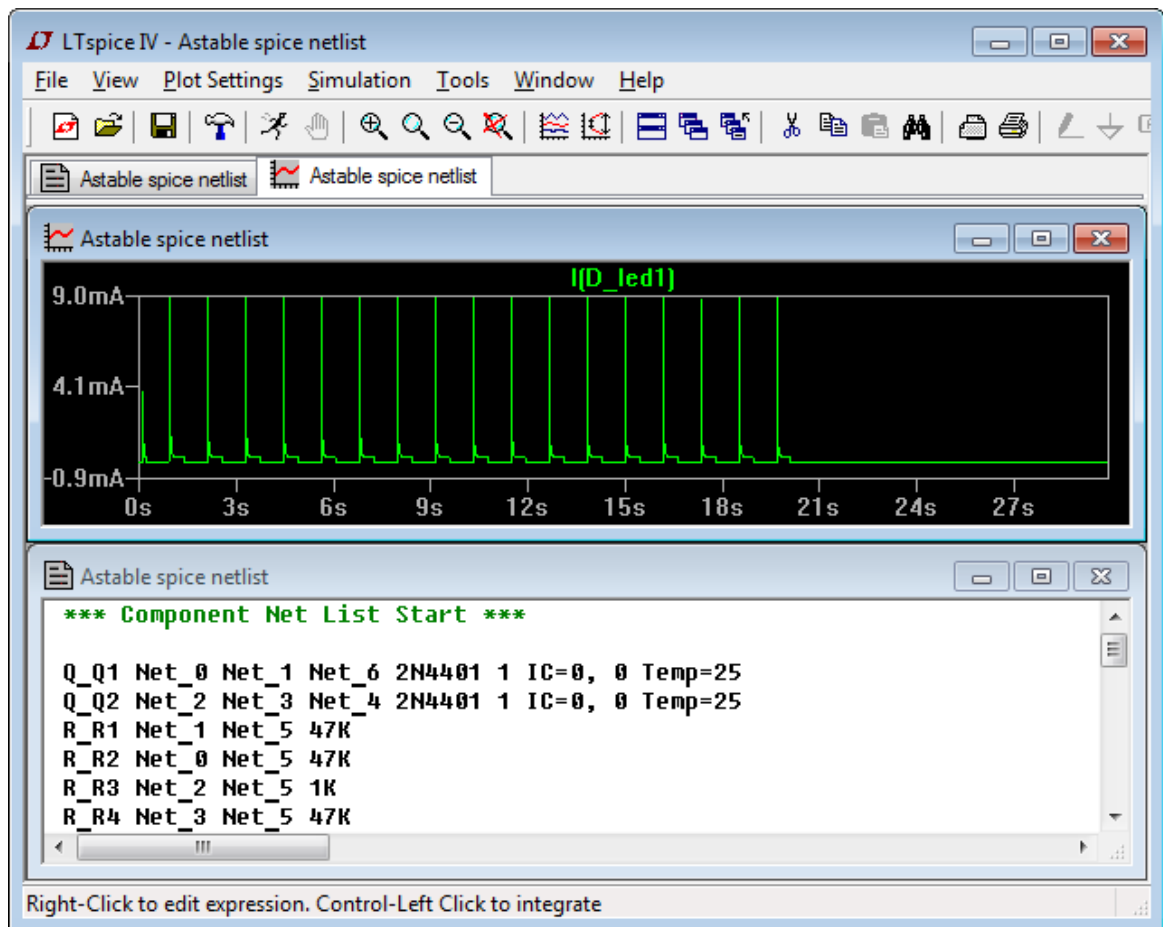 LTspice IV - Astable spice netlist
File View Plot Settings Simulation Tools Window Help
Astable spice netlist Astable spice netlist
Astable spice netlist
I(D_led1)
9.0mA
4.1mA
-0.9mA
0s 3s 6s 9s 12s 15s 18s 21s 24s 27s
Astable spice netlist
*** Component Net List Start ***
Q_Q1 Net_0 Net_1 Net_6 2N4401 1 IC=0, 0 Temp=25
Q_Q2 Net_2 Net_3 Net_4 2N4401 1 IC=0, 0 Temp=25
R_R1 Net_1 Net_5 47K
R_R2 Net_0 Net_5 47K
R_R3 Net_2 Net_5 1K
R_R4 Net_3 Net_5 47K
Right-Click to edit expression. Control-Left Click to integrate